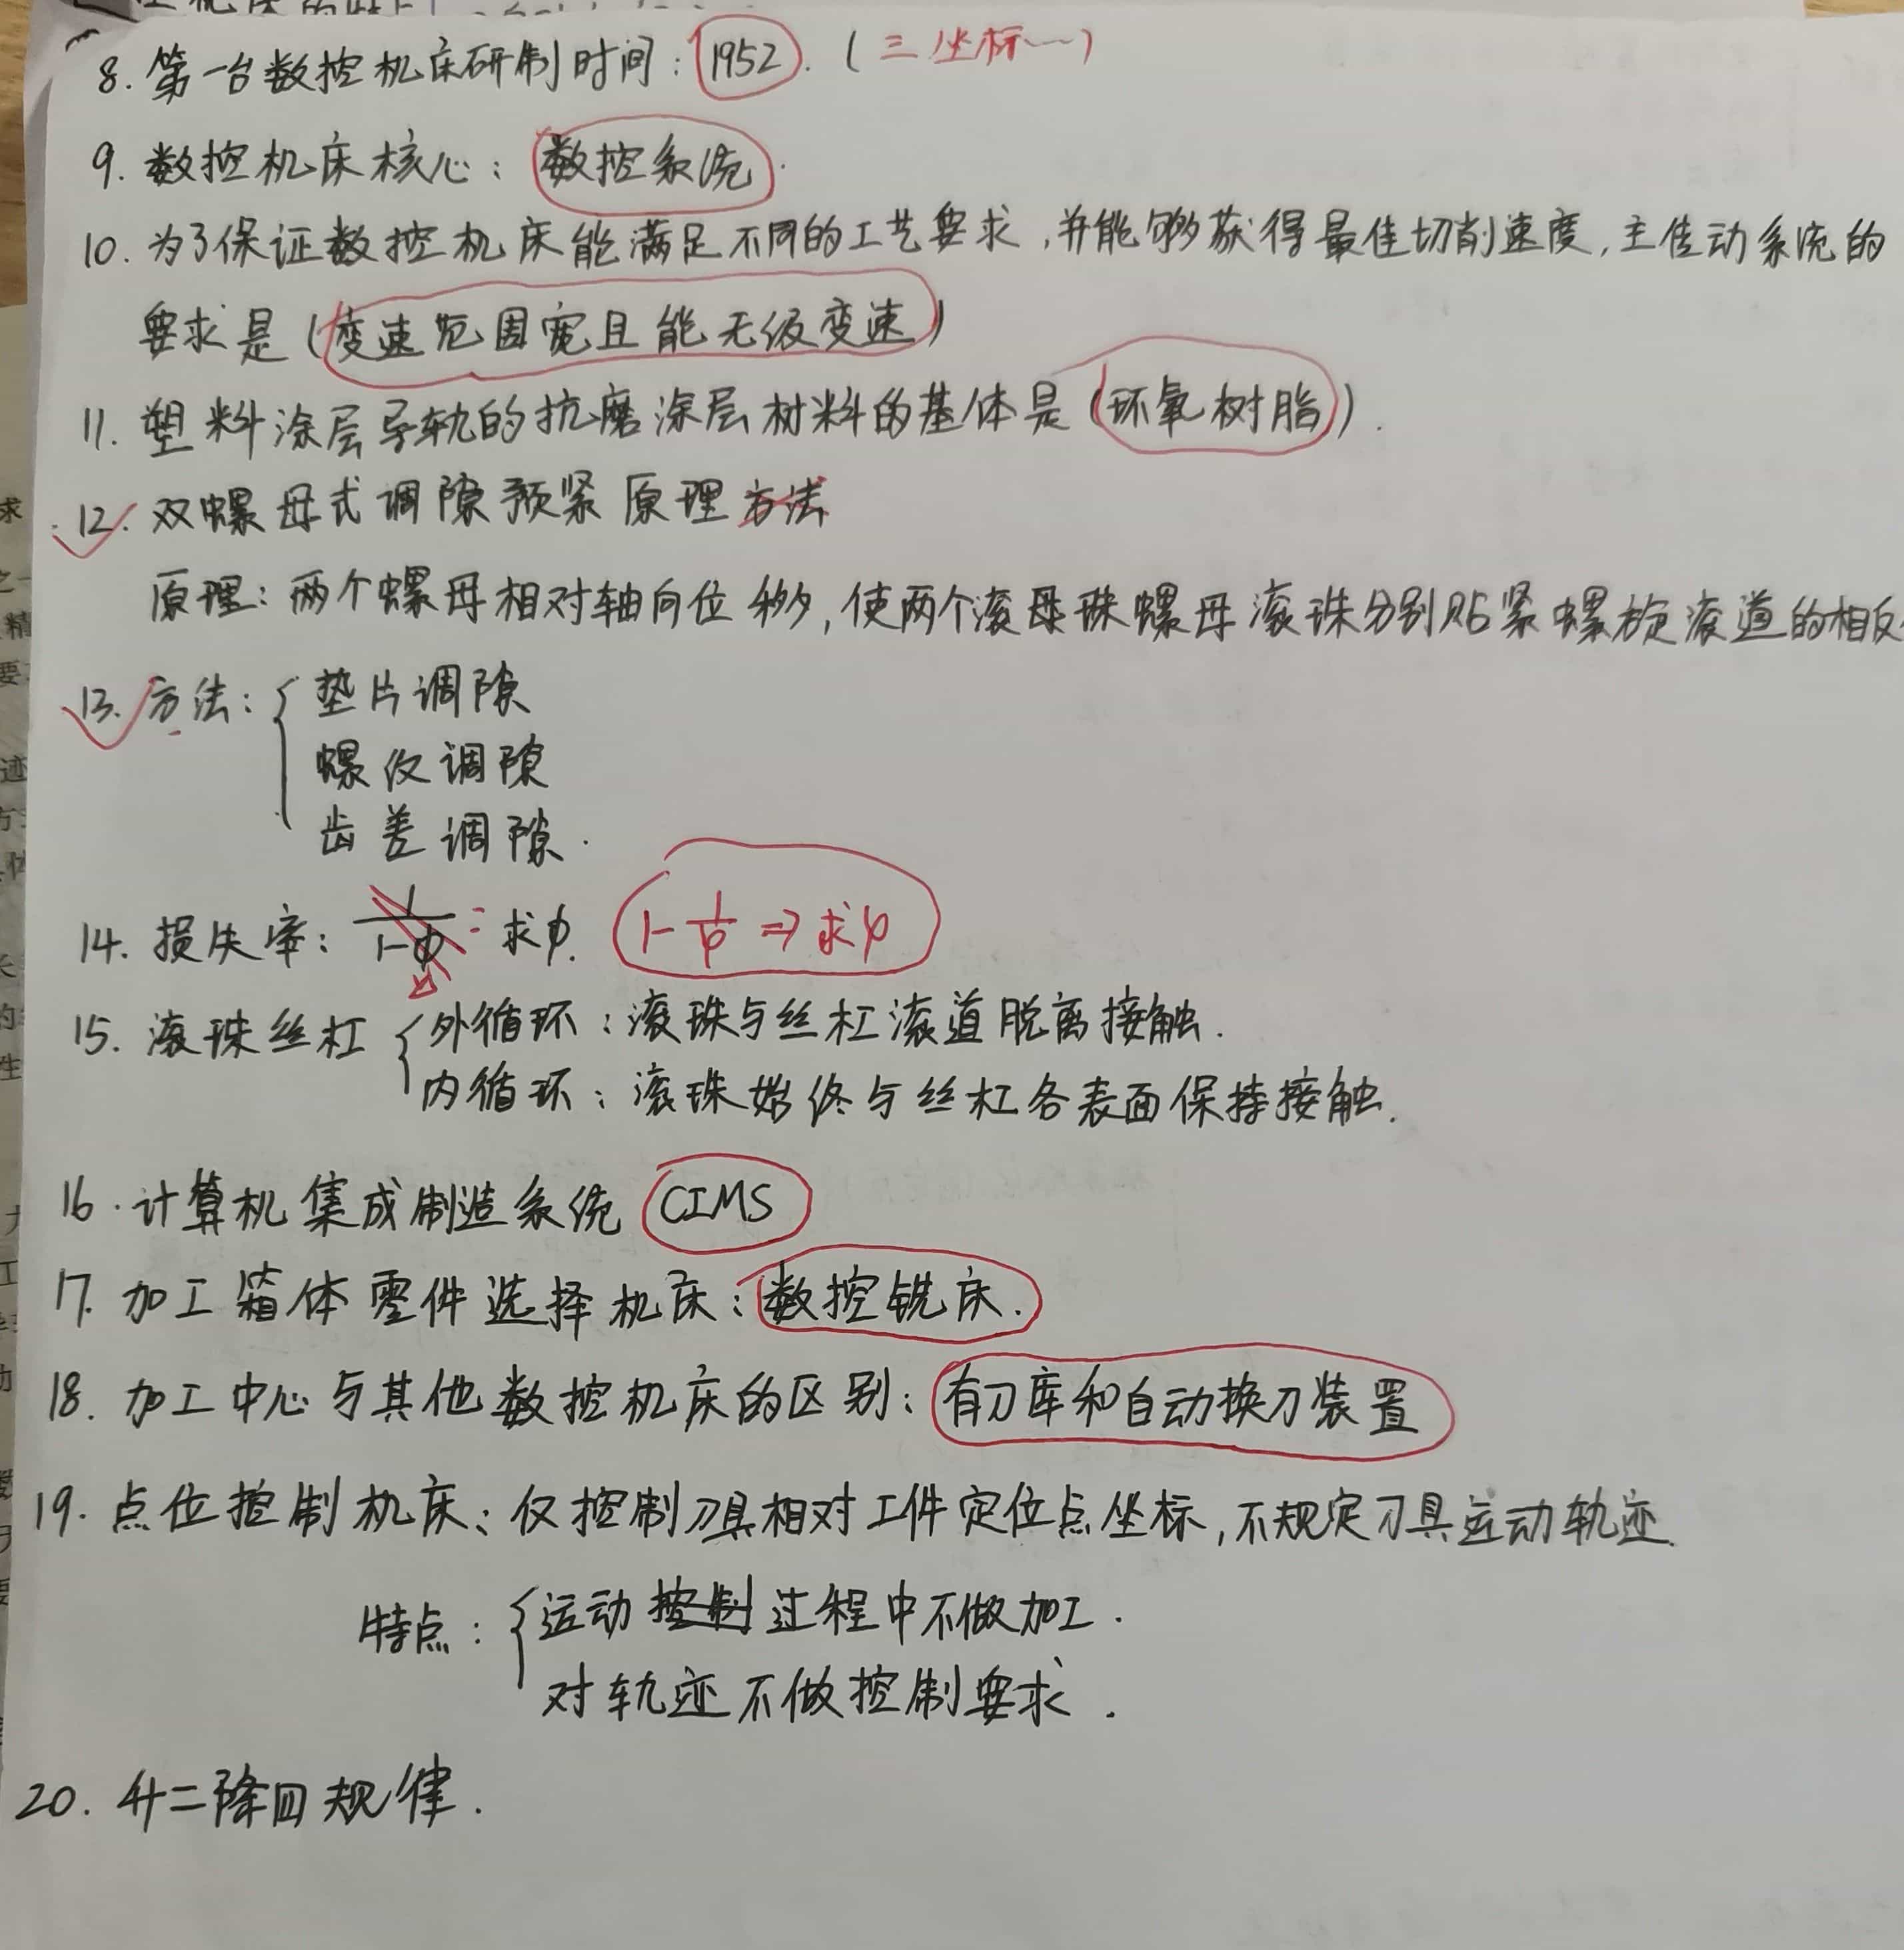 8. 第一台数控机床研制时间：1952. （三坐标……）
9. 数控机床核心：数控系统.
10. 为了保证数控机床能满足不同的工艺要求,并能够获得最佳切削速度,主传动系统的
要求是（变速范围宽且能无级变速）
11. 塑料涂层导轨的抗磨涂层材料的基体是（环氧树脂）.
12. 双螺母式调隙预紧原理方法
原理：两个螺母相对轴向位移,使两个滚珠螺母滚珠分别贴紧螺旋滚道的相反
13. 方法：{垫片调隙
螺纹调隙
齿差调隙.
14. 损失率：1/(1-φ) = 求φ. 1-1/φ ⇒ 求φ
15. 滚珠丝杠 {外循环：滚珠与丝杠滚道脱离接触.
内循环：滚珠始终与丝杠各表面保持接触.
16. 计算机集成制造系统 CIMS
17. 加工箱体零件选择机床：数控铣床.
18. 加工中心与其他数控机床的区别：有刀库和自动换刀装置
19. 点位控制机床：仅控制刀具相对工件定位点坐标,不规定刀具运动轨迹.
特点：{运动控制过程中不做加工.
对轨迹不做控制要求.
20. 升二降四规律.